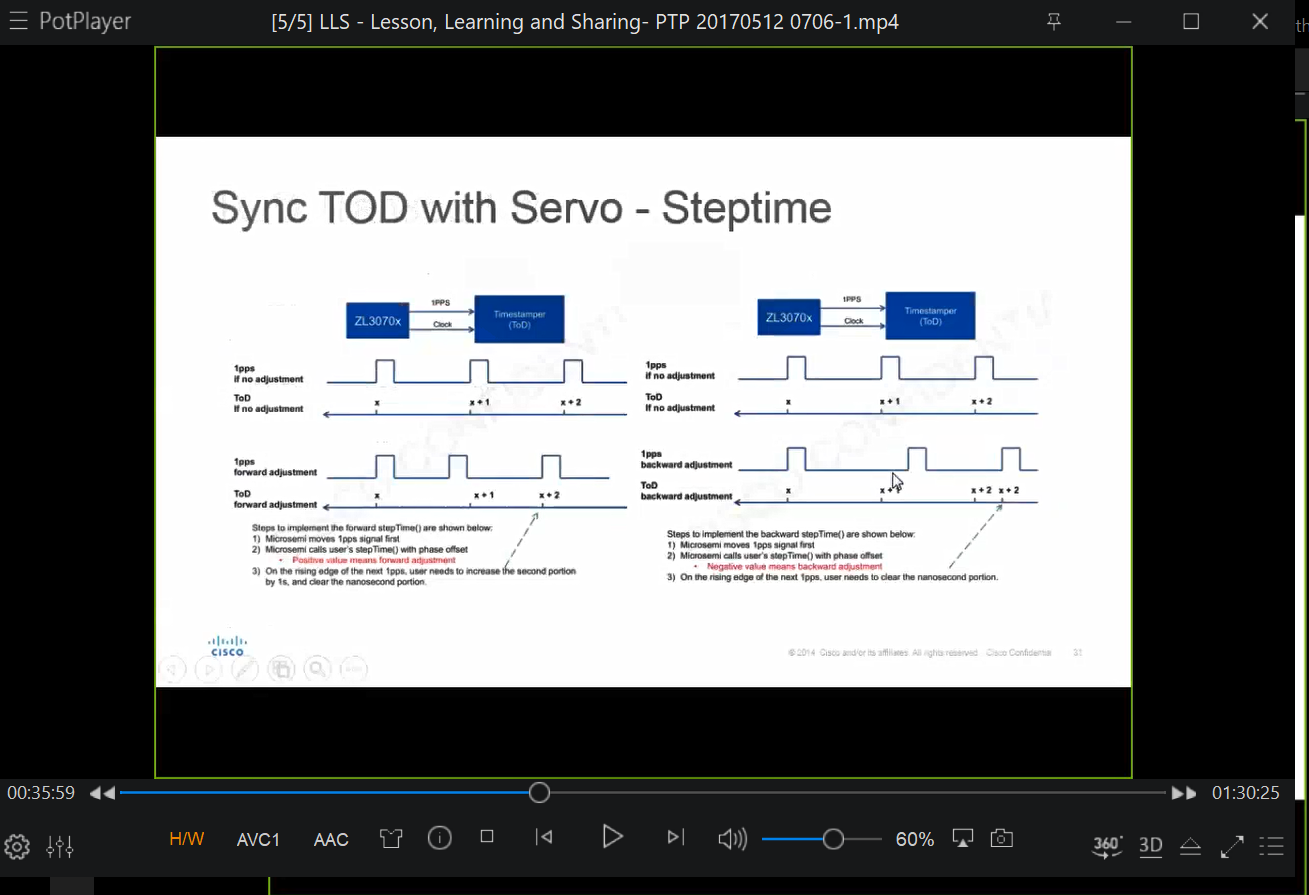 PotPlayer
[5/5] LLS - Lesson, Learning and Sharing- PTP 20170512 0706-1.mp4
th
Sync TOD with Servo - Steptime
ZL3070x
1PPS
Clock
Timestamper
(ToD)
1pps
if no adjustment
ToD
If no adjustment
x
x + 1
x + 2
1pps
forward adjustment
ToD
forward adjustment
x
x + 1
x + 2
Steps to implement the forward stepTime() are shown below:
1) Microsemi moves 1pps signal first
2) Microsemi calls user's stepTime() with phase offset
• Positive value means forward adjustment
3) On the rising edge of the next 1pps, user needs to increase the second portion
by 1s, and clear the nanosecond portion.
ZL3070x
1PPS
Clock
Timestamper
(ToD)
1pps
if no adjustment
ToD
If no adjustment
x
x + 1
x + 2
1pps
backward adjustment
ToD
backward adjustment
x
x + 1
x + 2 x + 2
Steps to implement the backward stepTime() are shown below:
1) Microsemi moves 1pps signal first
2) Microsemi calls user's stepTime() with phase offset
• Negative value means backward adjustment
3) On the rising edge of the next 1pps, user needs to clear the nanosecond portion.
CISCO
© 2014 Cisco and/or its affiliates. All rights reserved. Cisco Confidential
00:35:59
01:30:25
H/W
AVC1
AAC
60%
360°
3D